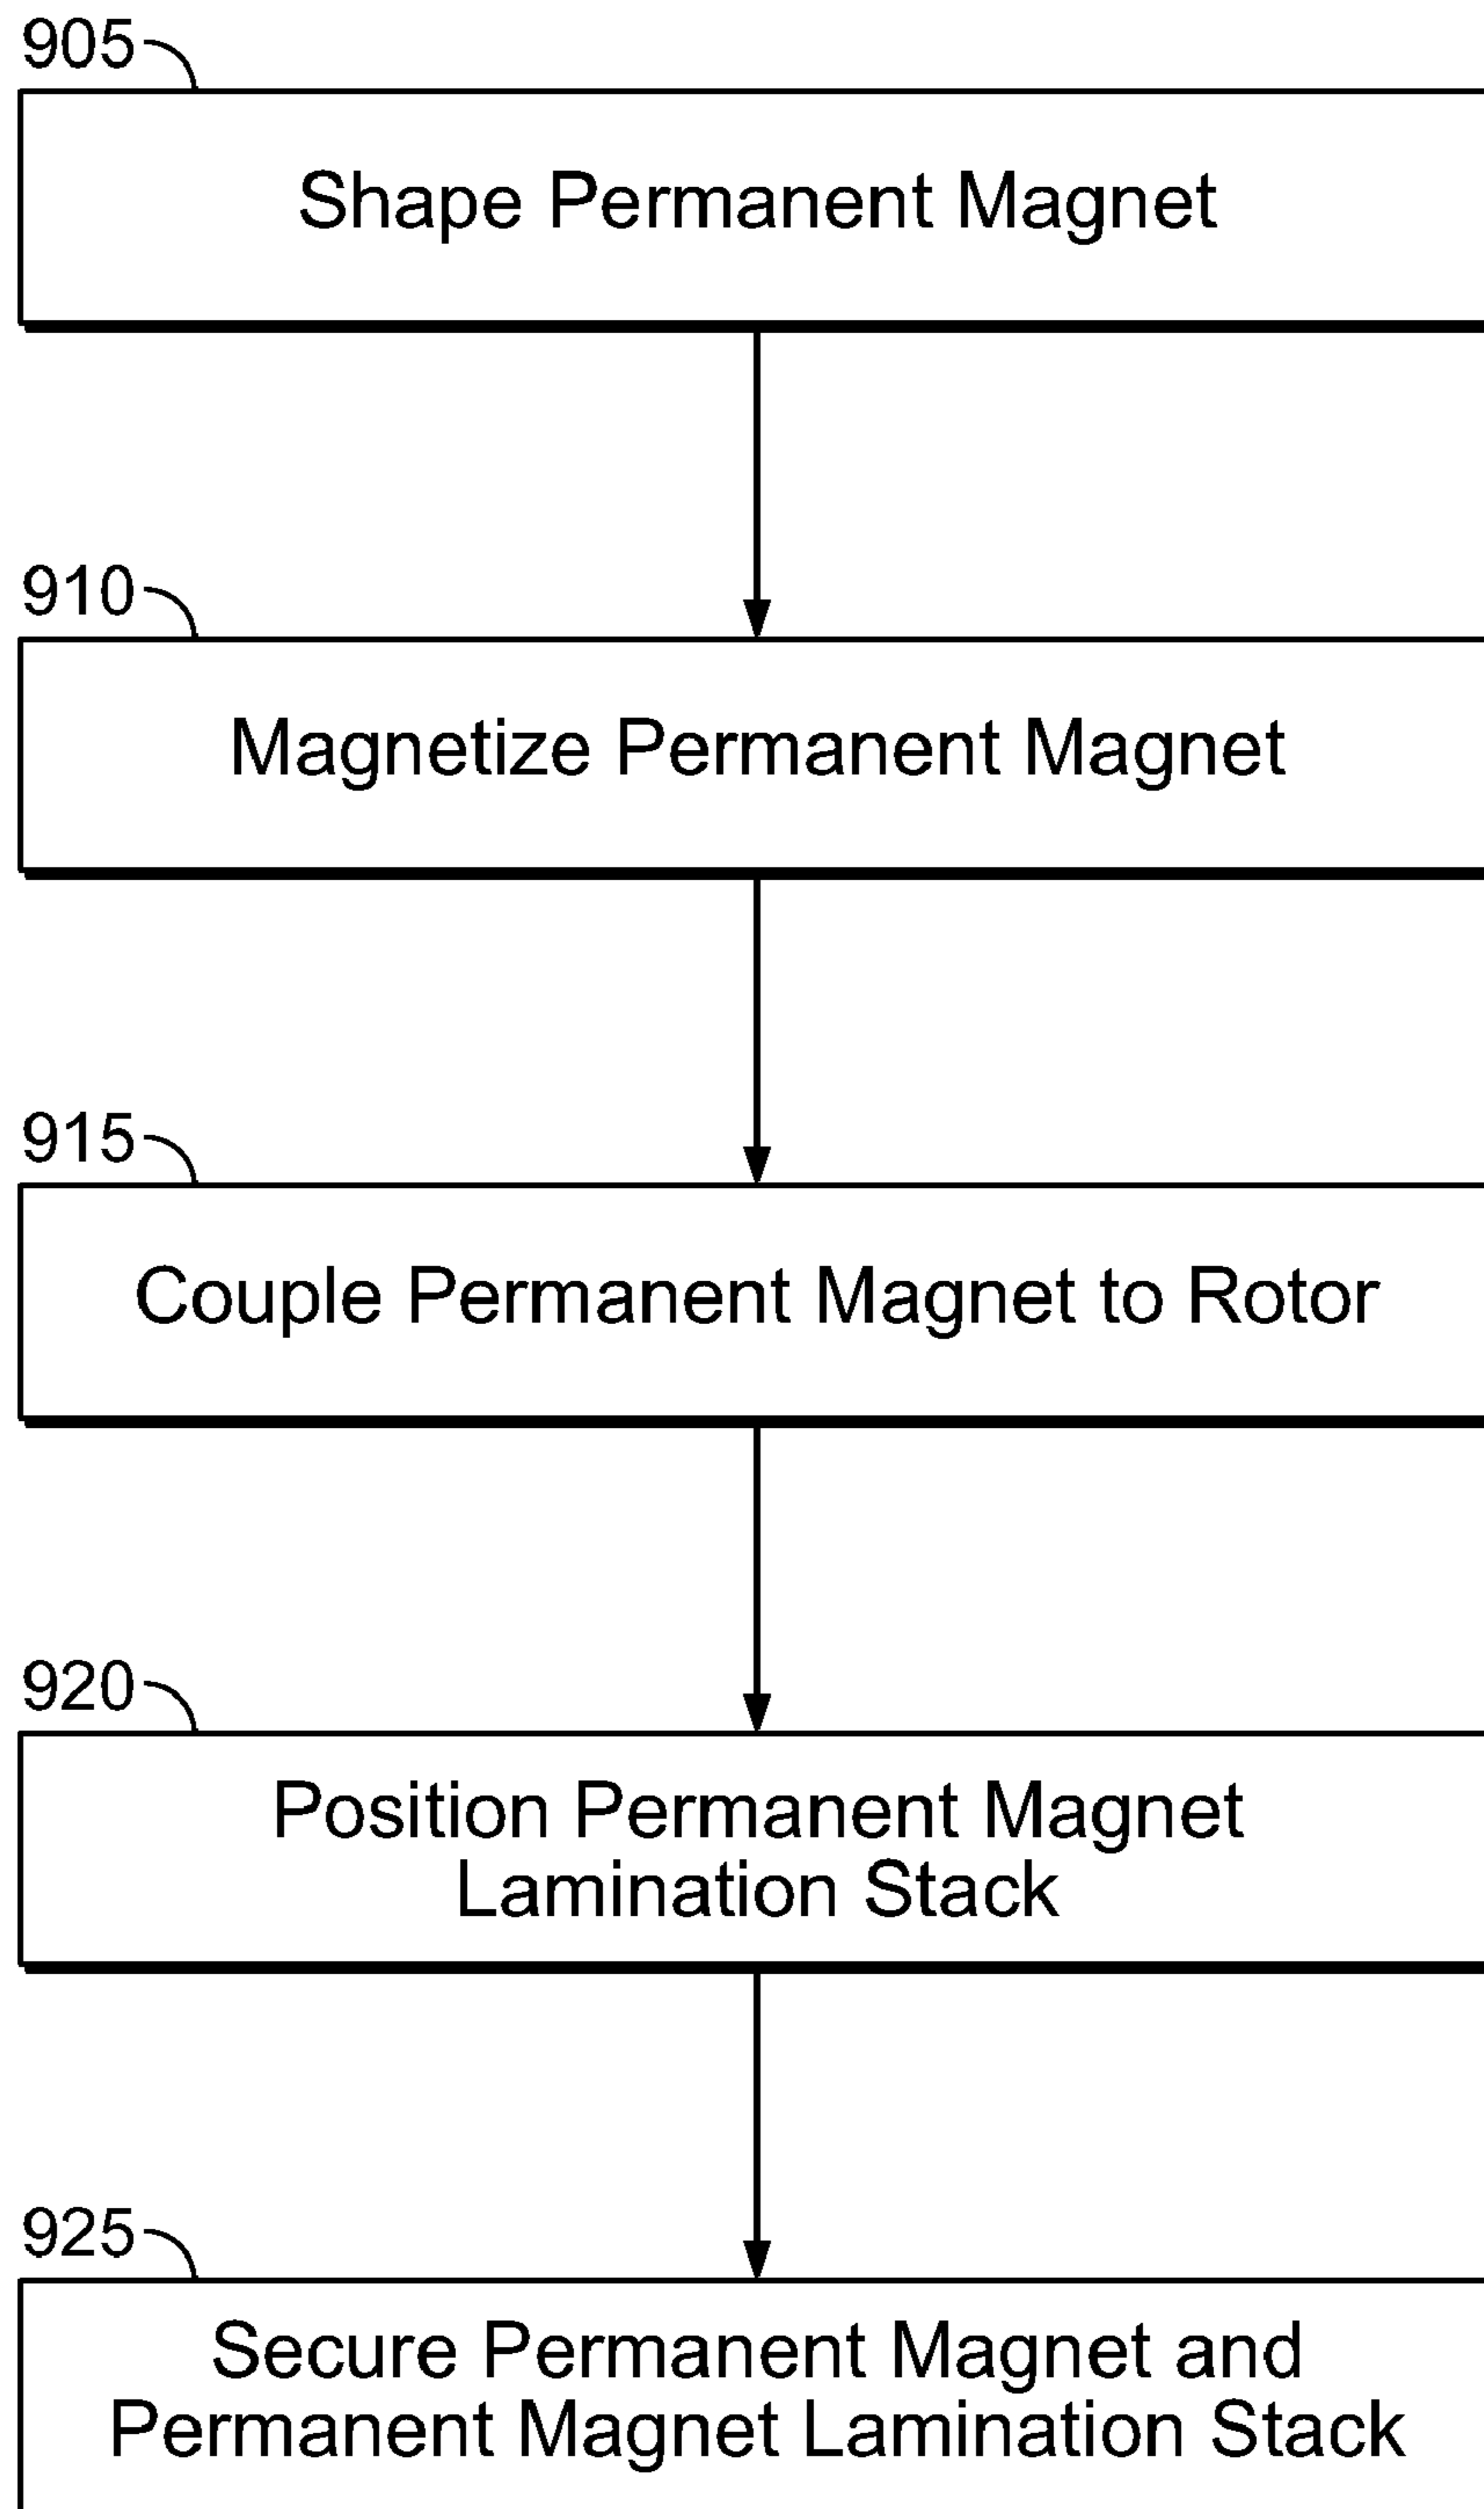 905
Shape Permanent Magnet
910
Magnetize Permanent Magnet
915
Couple Permanent Magnet to Rotor
920
Position Permanent Magnet
Lamination Stack
925
Secure Permanent Magnet and
Permanent Magnet Lamination Stack